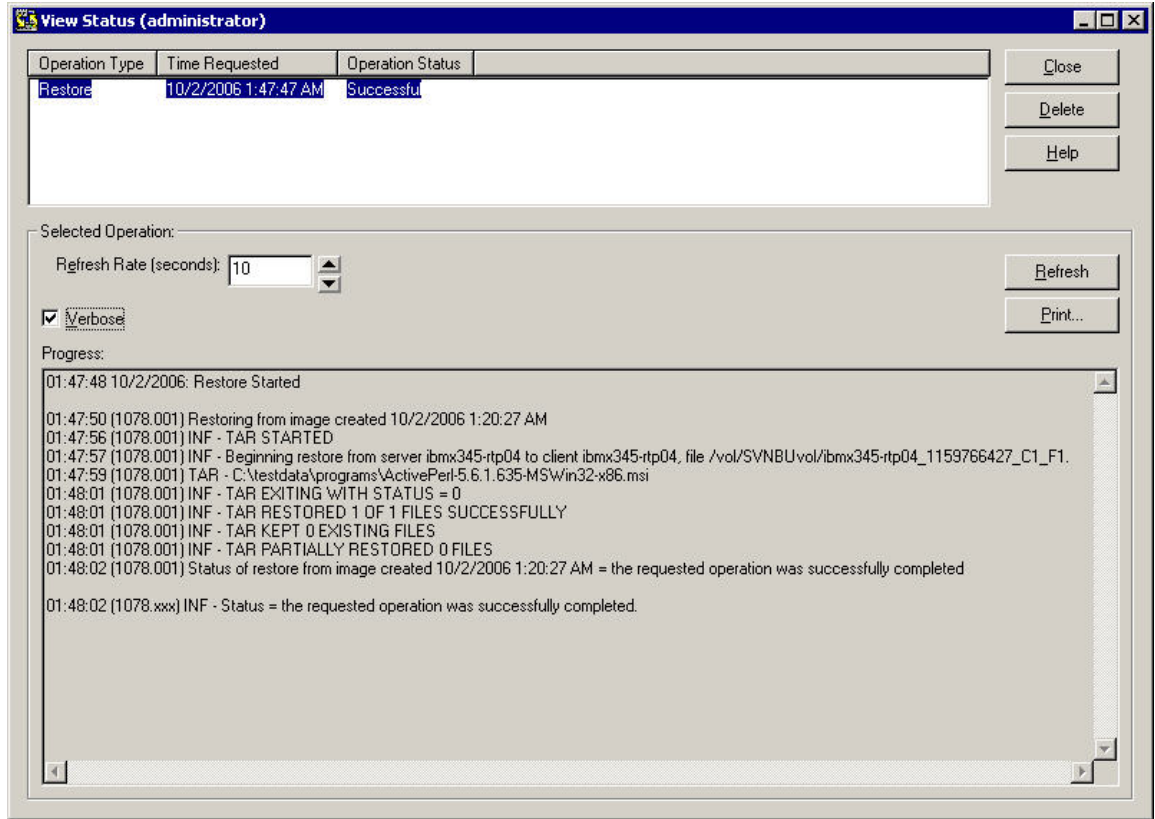 View Status (administrator)
Operation Type Time Requested Operation Status
Restore 10/2/2006 1:47:47 AM Successful
Close
Delete
Help
Selected Operation:
Refresh Rate (seconds): 10
Refresh
Verbose
Print...
Progress:
01:47:48 10/2/2006: Restore Started
01:47:50 (1078.001) Restoring from image created 10/2/2006 1:20:27 AM
01:47:56 (1078.001) INF - TAR STARTED
01:47:57 (1078.001) INF - Beginning restore from server ibmx345-rtp04 to client ibmx345-rtp04, file /vol/SVNBUvol/ibmx345-rtp04_1159766427_C1_F1.
01:47:59 (1078.001) TAR - C:\testdata\programs\ActivePerl-5.6.1.635-MSWin32-x86.msi
01:48:01 (1078.001) INF - TAR EXITING WITH STATUS = 0
01:48:01 (1078.001) INF - TAR RESTORED 1 OF 1 FILES SUCCESSFULLY
01:48:01 (1078.001) INF - TAR KEPT 0 EXISTING FILES
01:48:01 (1078.001) INF - TAR PARTIALLY RESTORED 0 FILES
01:48:02 (1078.001) Status of restore from image created 10/2/2006 1:20:27 AM = the requested operation was successfully completed
01:48:02 (1078.xxx) INF - Status = the requested operation was successfully completed.